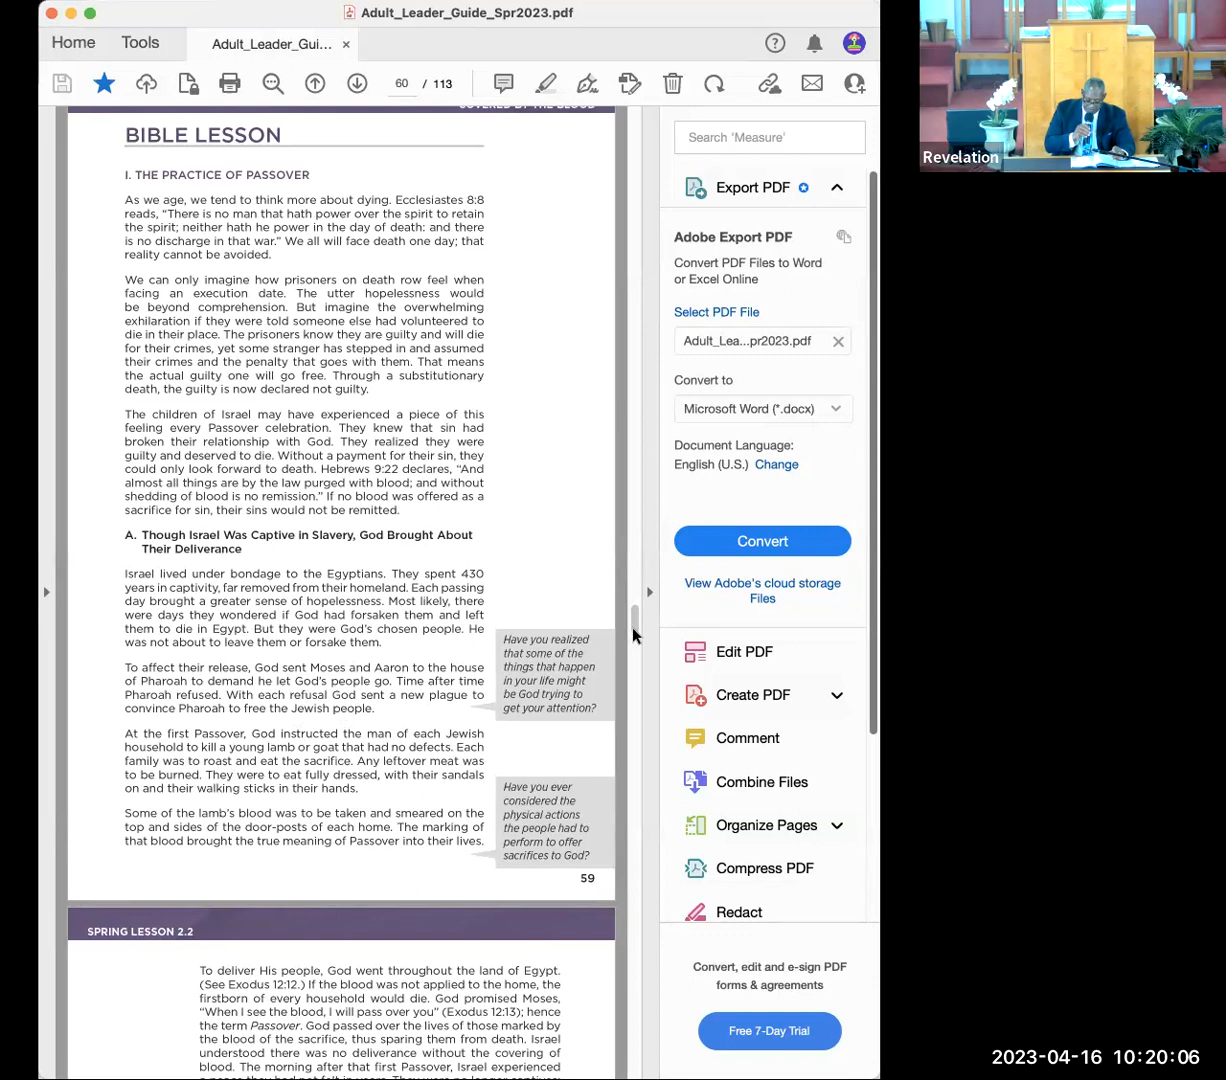 Adult_Leader_Guide_Spr2023.pdf
Home
Tools
Adult_Leader_Gui...
60 / 113
COVERED BY THE BLOOD
BIBLE LESSON
I. THE PRACTICE OF PASSOVER
As we age, we tend to think more about dying. Ecclesiastes 8:8
reads, “There is no man that hath power over the spirit to retain
the spirit; neither hath he power in the day of death: and there
is no discharge in that war.” We all will face death one day; that
reality cannot be avoided.
We can only imagine how prisoners on death row feel when
facing an execution date. The utter hopelessness would
be beyond comprehension. But imagine the overwhelming
exhilaration if they were told someone else had volunteered to
die in their place. The prisoners know they are guilty and will die
for their crimes, yet some stranger has stepped in and assumed
their crimes and the penalty that goes with them. That means
the actual guilty one will go free. Through a substitutionary
death, the guilty is now declared not guilty.
The children of Israel may have experienced a piece of this
feeling every Passover celebration. They knew that sin had
broken their relationship with God. They realized they were
guilty and deserved to die. Without a payment for their sin, they
could only look forward to death. Hebrews 9:22 declares, “And
almost all things are by the law purged with blood; and without
shedding of blood is no remission.” If no blood was offered as a
sacrifice for sin, their sins would not be remitted.
A. Though Israel Was Captive in Slavery, God Brought About
Their Deliverance
Israel lived under bondage to the Egyptians. They spent 430
years in captivity, far removed from their homeland. Each passing
day brought a greater sense of hopelessness. Most likely, there
were days they wondered if God had forsaken them and left
them to die in Egypt. But they were God’s chosen people. He
was not about to leave them or forsake them.
To affect their release, God sent Moses and Aaron to the house
of Pharoah to demand he let God’s people go. Time after time
Pharoah refused. With each refusal God sent a new plague to
convince Pharoah to free the Jewish people.
At the first Passover, God instructed the man of each Jewish
household to kill a young lamb or goat that had no defects. Each
family was to roast and eat the sacrifice. Any leftover meat was
to be burned. They were to eat fully dressed, with their sandals
on and their walking sticks in their hands.
Some of the lamb’s blood was to be taken and smeared on the
top and sides of the door-posts of each home. The marking of
that blood brought the true meaning of Passover into their lives.
Have you realized
that some of the
things that happen
in your life might
be God trying to
get your attention?
Have you ever
considered the
physical actions
the people had to
perform to offer
sacrifices to God?
59
SPRING LESSON 2.2
To deliver His people, God went throughout the land of Egypt.
(See Exodus 12:12.) If the blood was not applied to the home, the
firstborn of every household would die. God promised Moses,
“When I see the blood, I will pass over you” (Exodus 12:13); hence
the term Passover. God passed over the lives of those marked by
the blood of the sacrifice, thus sparing them from death. Israel
understood there was no deliverance without the covering of
blood. The morning after that first Passover, Israel experienced
Search 'Measure'
Export PDF
Adobe Export PDF
Convert PDF Files to Word
or Excel Online
Select PDF File
Adult_Lea...pr2023.pdf
Convert to
Microsoft Word (*.docx)
Document Language:
English (U.S.) Change
Convert
View Adobe's cloud storage
Files
Edit PDF
Create PDF
Comment
Combine Files
Organize Pages
Compress PDF
Redact
Convert, edit and e-sign PDF
forms & agreements
Free 7-Day Trial
Revelation
2023-04-16 10:20:06